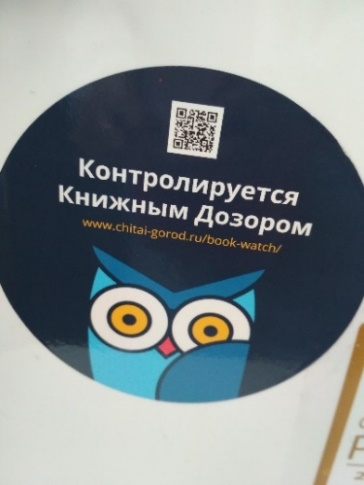 Контролируется
Книжным Дозором
www.chitai-gorod.ru/book-watch/